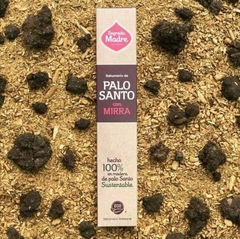 Sagrada
Madre
Sahumerio de
PALO
SANTO
con
MIRRA
hecho
100%
en madera
de palo Santo
Sustentable